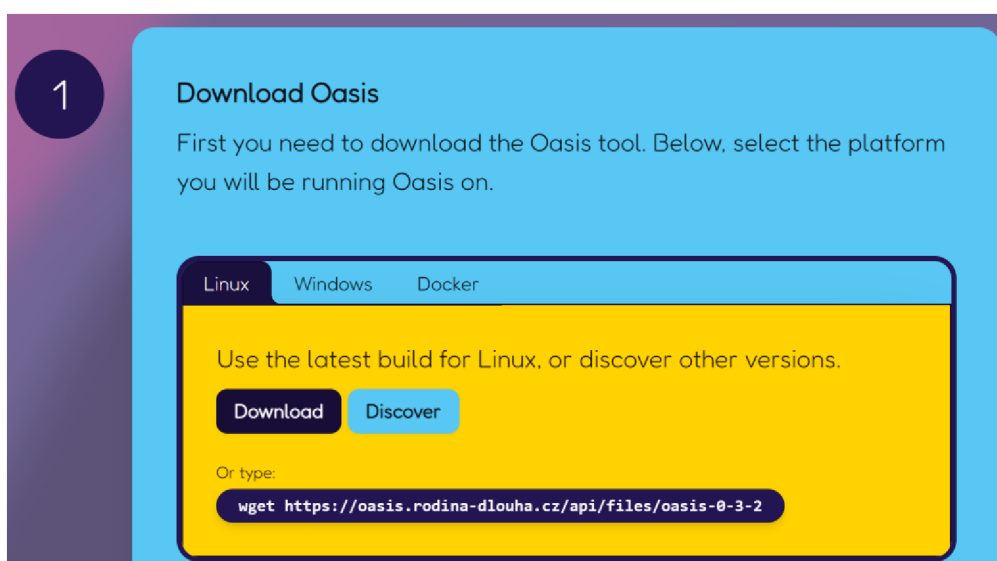 1
Download Oasis
First you need to download the Oasis tool. Below, select the platform
you will be running Oasis on.
Linux Windows Docker
Use the latest build for Linux, or discover other versions.
Download Discover
Or type:
wget https://oasis.rodina-dlouha.cz/api/files/oasis-0-3-2